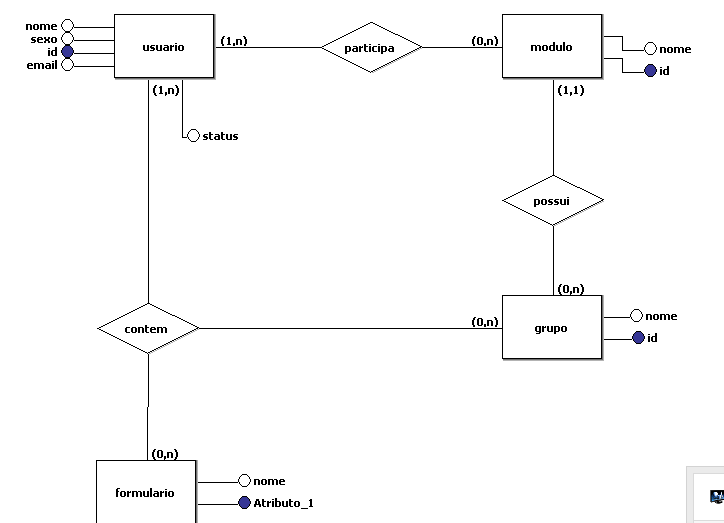 nome
sexo
id
email
usuario
(1,n)
participa
(0,n)
modulo
nome
id
(1,n)
status
(1,1)
possui
(0,n)
contem
(0,n)
grupo
nome
id
(0,n)
formulario
nome
Atributo_1